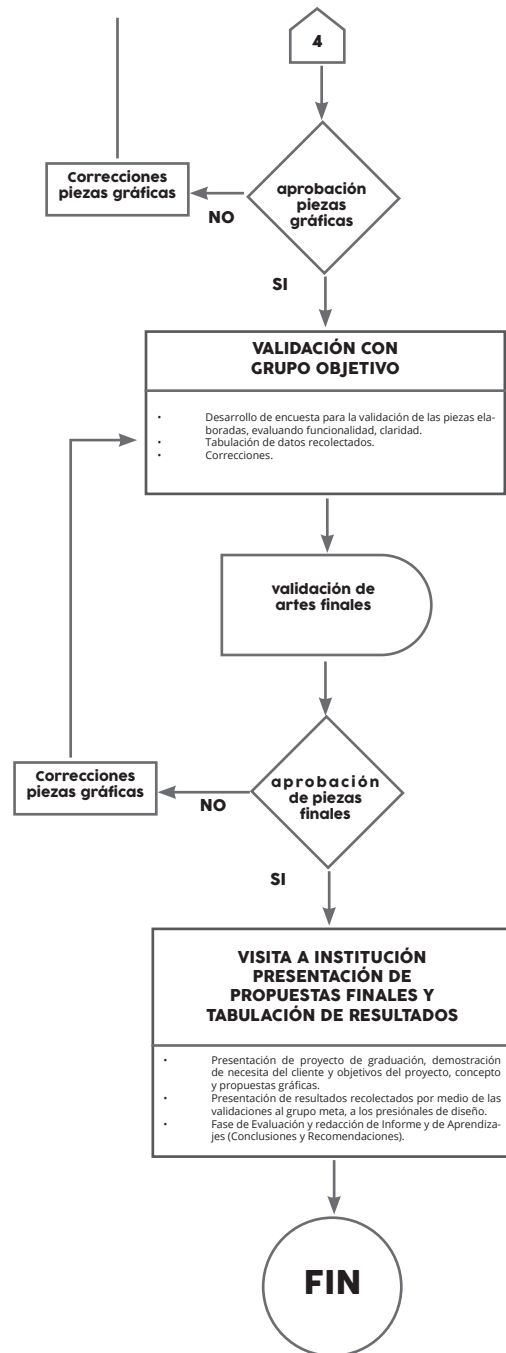 4
aprobación
piezas
gráficas
Correcciones
piezas gráficas
NO
SI
VALIDACIÓN CON
GRUPO OBJETIVO
• Desarrollo de encuesta para la validación de las piezas ela-
boradas, evaluando funcionalidad, claridad.
• Tabulación de datos recolectados.
• Correcciones.
validación de
artes finales
aprobación
de piezas
finales
Correcciones
piezas gráficas
NO
SI
VISITA A INSTITUCIÓN
PRESENTACIÓN DE
PROPUESTAS FINALES Y
TABULACIÓN DE RESULTADOS
• Presentación de proyecto de graduación, demostración
de necesita del cliente y objetivos del proyecto, concepto
y propuestas gráficas.
• Presentación de resultados recolectados por medio de las
validaciones al grupo meta, a los presiónales de diseño.
• Fase de Evaluación y redacción de Informe y de Aprendiza-
jes (Conclusiones y Recomendaciones).
FIN